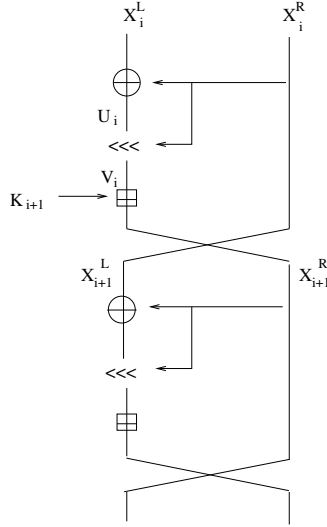 X_i^L X_i^R
U_i
<<<
V_i
K_{i+1}
X_{i+1}^L X_{i+1}^R
<<<